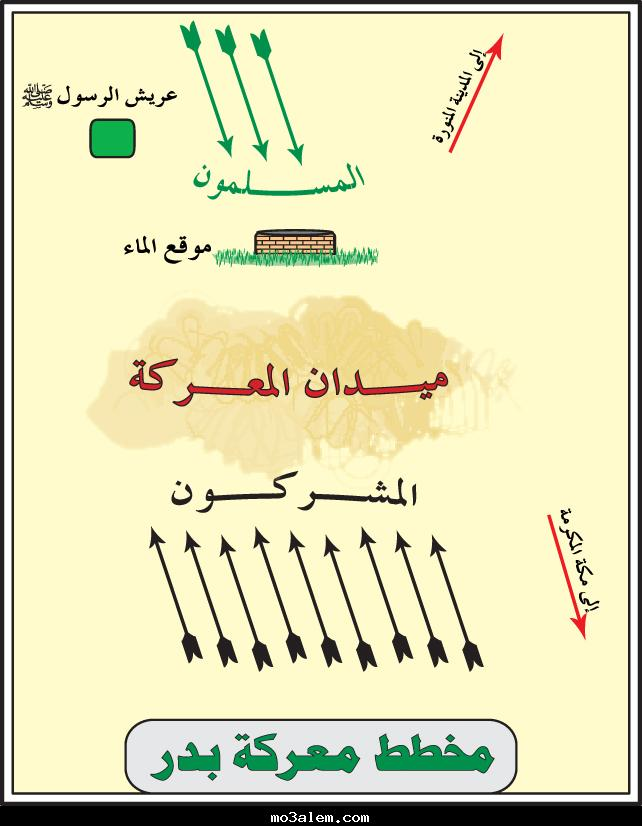 إلى المدينة المنورة
عريش الرسول ﷺ
المسلمون
موقع الماء
ميدان المعركة
المشركون
إلى مكة المكرمة
مخطط معركة بدر
mo3alem.com